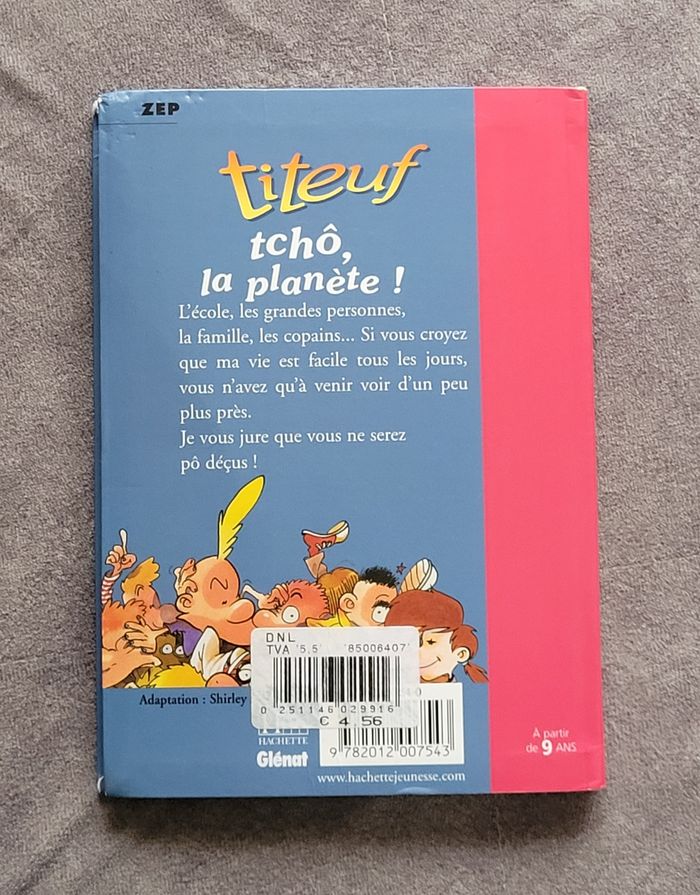 ZEP
titeuf
tchô,
la planète !
L'école, les grandes personnes,
la famille, les copains... Si vous croyez
que ma vie est facile tous les jours,
vous n'avez qu'à venir voir d'un peu
plus près.
Je vous jure que vous ne serez
pô déçus !
DNL
TVA 5,5 85006407
Adaptation : Shirley
0 251146 029916
€ 4,56
HACHETTE
Glénat
9 782012 007543
www.hachettejeunesse.com
À partir
de 9 ANS